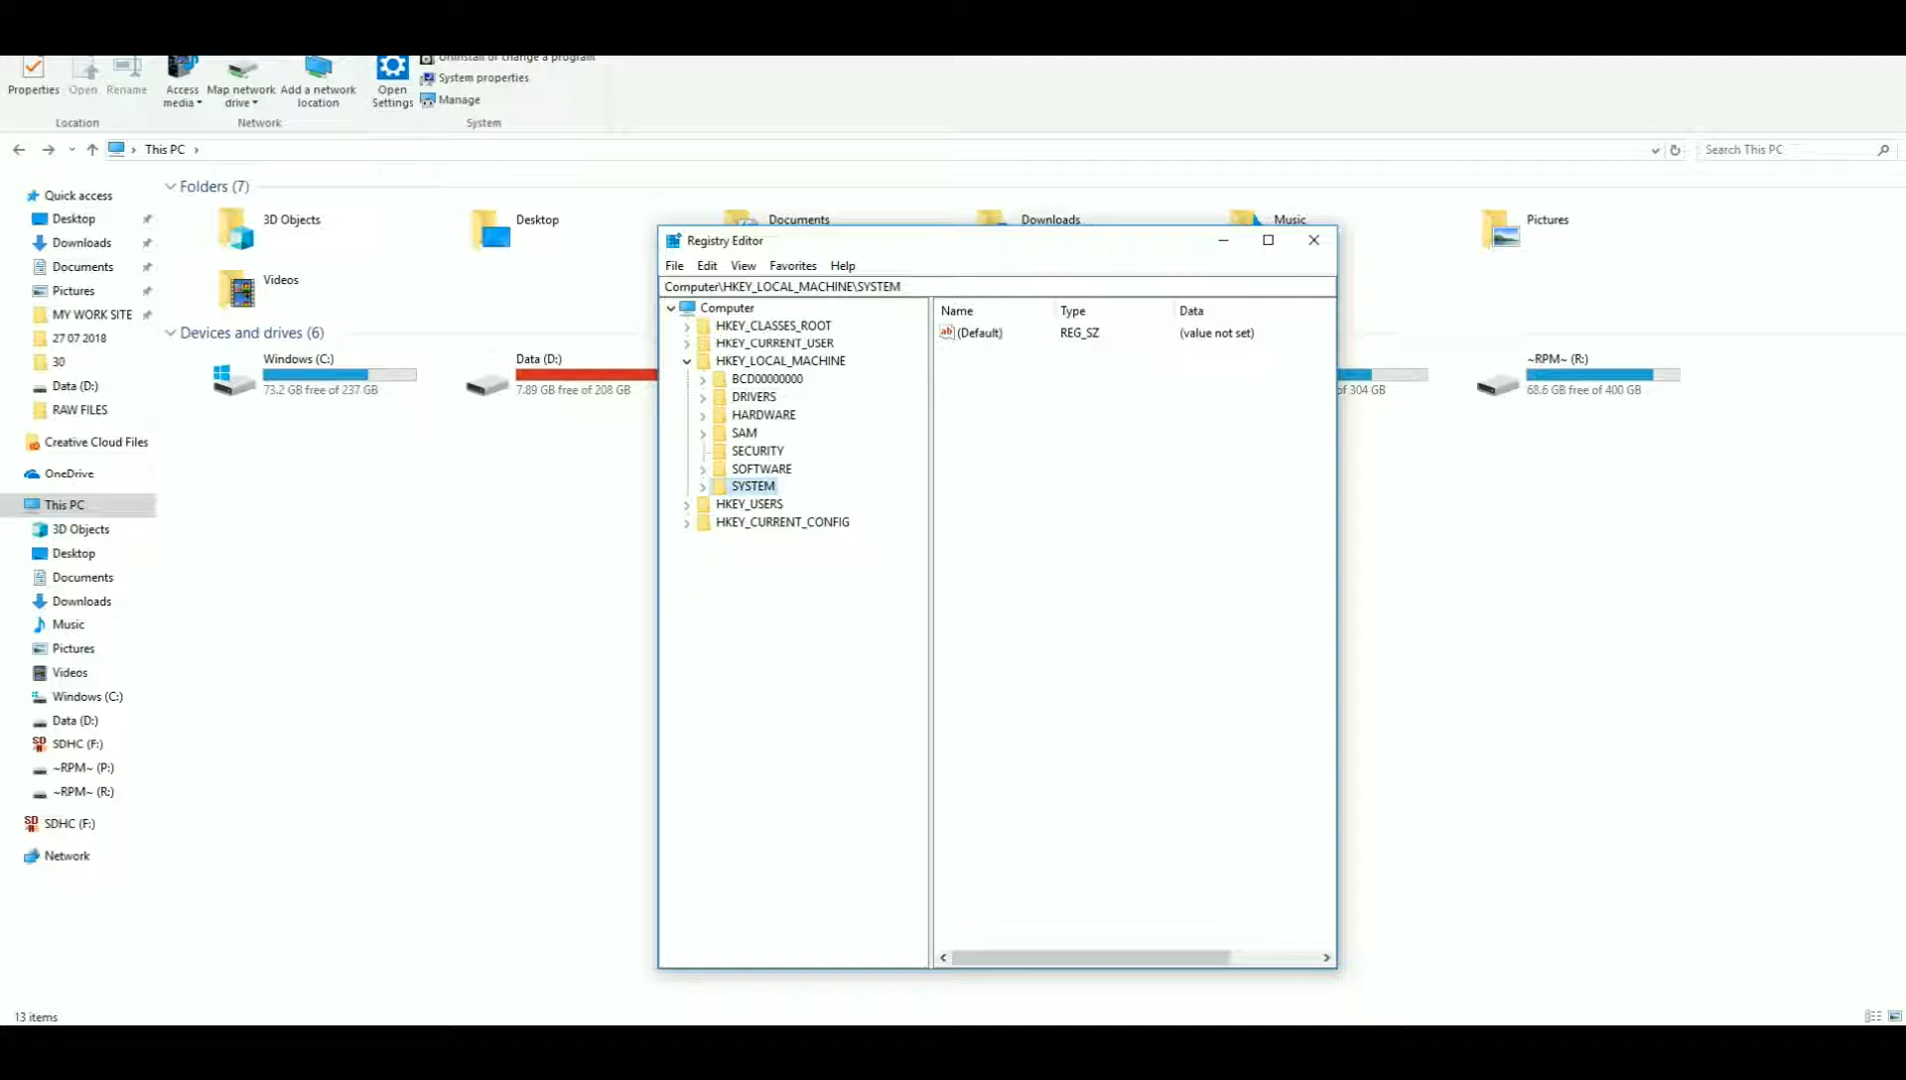 Uninstall or change a program
System properties
Manage
Properties
Open
Rename
Access media
Map network drive
Add a network location
Open Settings
Location
Network
System
This PC
Search This PC
Quick access
Desktop
Downloads
Documents
Pictures
MY WORK SITE
27 07 2018
30
Data (D:)
RAW FILES
Creative Cloud Files
OneDrive
This PC
3D Objects
Desktop
Documents
Downloads
Music
Pictures
Videos
Windows (C:)
Data (D:)
SDHC (F:)
~RPM~ (P:)
~RPM~ (R:)
SDHC (F:)
Network
Folders (7)
3D Objects
Desktop
Documents
Downloads
Music
Pictures
Videos
Devices and drives (6)
Windows (C:)
73.2 GB free of 237 GB
Data (D:)
7.89 GB free of 208 GB
of 304 GB
~RPM~ (R:)
68.6 GB free of 400 GB
Registry Editor
File Edit View Favorites Help
Computer\HKEY_LOCAL_MACHINE\SYSTEM
Computer
HKEY_CLASSES_ROOT
HKEY_CURRENT_USER
HKEY_LOCAL_MACHINE
BCD00000000
DRIVERS
HARDWARE
SAM
SECURITY
SOFTWARE
SYSTEM
HKEY_USERS
HKEY_CURRENT_CONFIG
Name Type Data
ab (Default) REG_SZ (value not set)
13 items